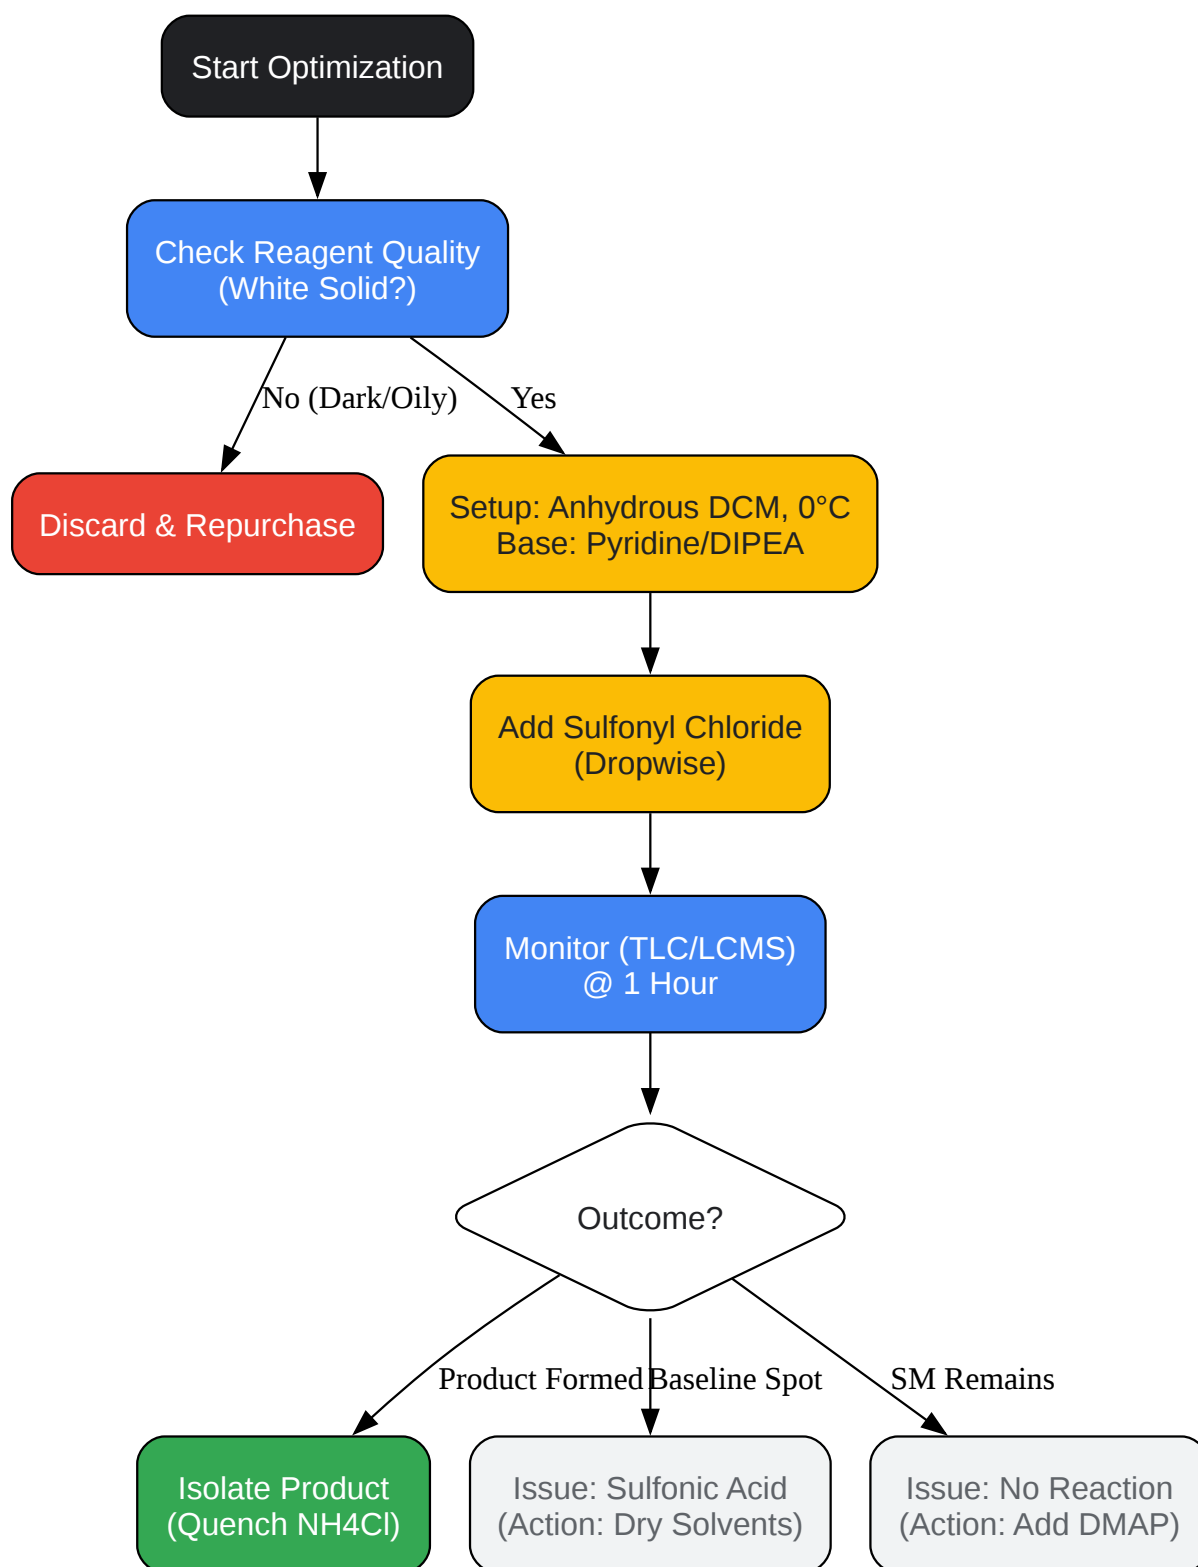 Start Optimization
Check Reagent Quality
(White Solid?)
No (Dark/Oily)
Yes
Discard & Repurchase
Setup: Anhydrous DCM, 0°C
Base: Pyridine/DIPEA
Add Sulfonyl Chloride
(Dropwise)
Monitor (TLC/LCMS)
@ 1 Hour
Outcome?
Product Formed
Baseline Spot
SM Remains
Isolate Product
(Quench NH4Cl)
Issue: Sulfonic Acid
(Action: Dry Solvents)
Issue: No Reaction
(Action: Add DMAP)